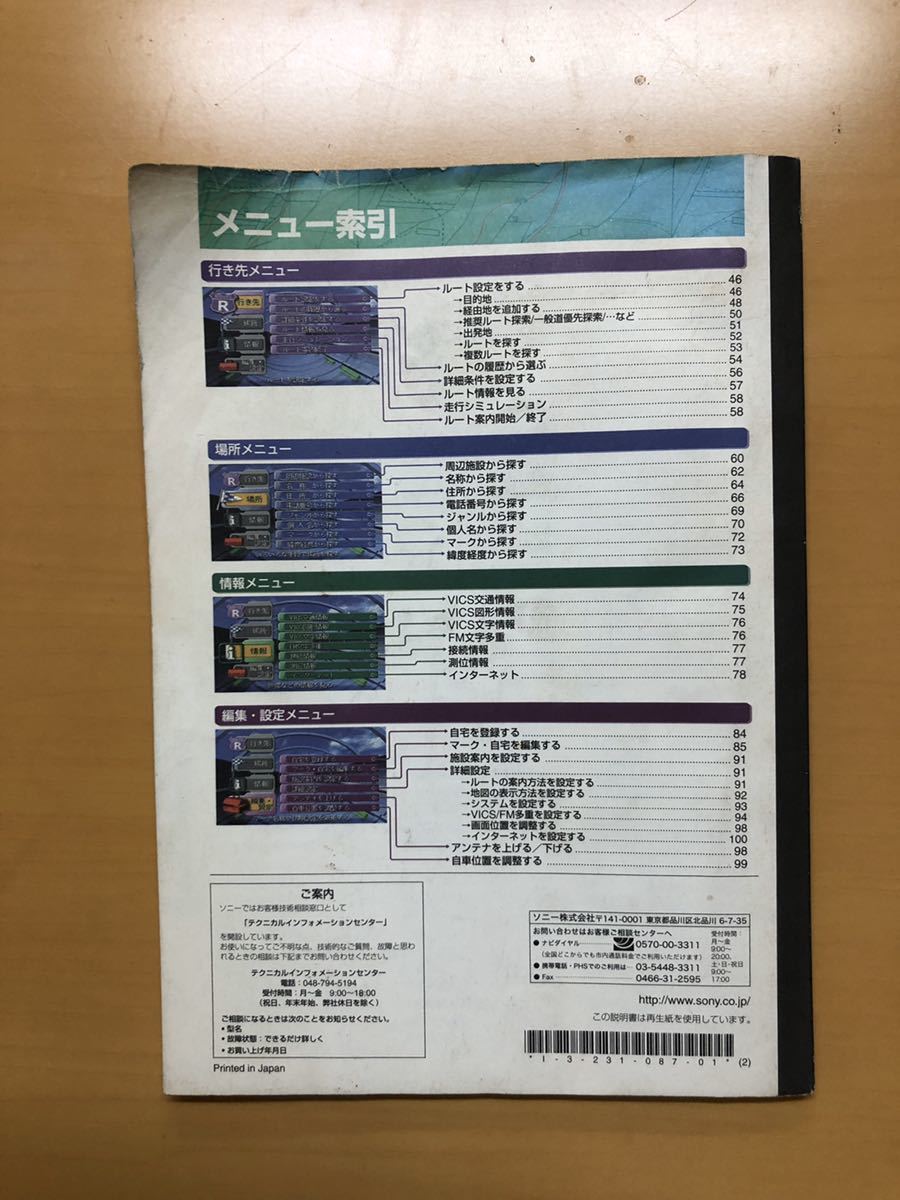 メニュー索引
行き先メニュー
R 行き先
場所
情報
ルート設定をする 46
→目的地 46
→経由地を追加する 48
→推奨ルート探索/一般道優先探索/…など 50
→出発地 51
→ルートを探す 52
→複数ルートを探す 53
ルートの履歴から選ぶ 54
詳細条件を設定する 56
ルート情報を見る 57
走行シミュレーション 58
ルート案内開始／終了 58
場所メニュー
R 行き先
場所
情報
周辺施設から探す 60
名称から探す 62
住所から探す 64
電話番号から探す 66
ジャンルから探す 69
個人名から探す 70
マークから探す 72
緯度経度から探す 73
情報メニュー
R 行き先
場所
情報
VICS交通情報 74
VICS図形情報 75
VICS文字情報 76
FM文字多重 76
接続情報 77
測位情報 77
インターネット 78
編集・設定メニュー
R 行き先
場所
情報
自宅を登録する 84
マーク・自宅を編集する 85
施設案内を設定する 91
詳細設定 91
→ルートの案内方法を設定する 91
→地図の表示方法を設定する 92
→システムを設定する 93
→VICS/FM多重を設定する 94
→画面位置を調整する 98
→インターネットを設定する 100
アンテナを上げる／下げる 98
自車位置を調整する 99
ご案内
ソニーではお客様技術相談窓口として
「テクニカルインフォメーションセンター」
を開設しています。
お使いになってご不明な点、技術的なご質問、故障と思わ
れるときの相談は下記までお問い合わせください。
テクニカルインフォメーションセンター
電話：048-794-5194
受付時間：月～金 9:00～18:00
（祝日、年末年始、弊社休日を除く）
ご相談になるときは次のことをお知らせください。
• 型名
• 故障状態：できるだけ詳しく
• お買い上げ年月日
Printed in Japan
ソニー株式会社 〒141-0001 東京都品川区北品川 6-7-35
お問い合わせはお客様ご相談センターへ
● ナビダイヤル 0570-00-3311
（全国どこからでも市内通話料金でご利用いただけます）
● 携帯電話・PHSでのご利用は 03-5448-3311
● Fax 0466-31-2595
受付時間：
月～金
9:00～
20:00、
土・日・祝日
9:00～
17:00
http://www.sony.co.jp/
この説明書は再生紙を使用しています。
*I-3-231-087-01* (2)